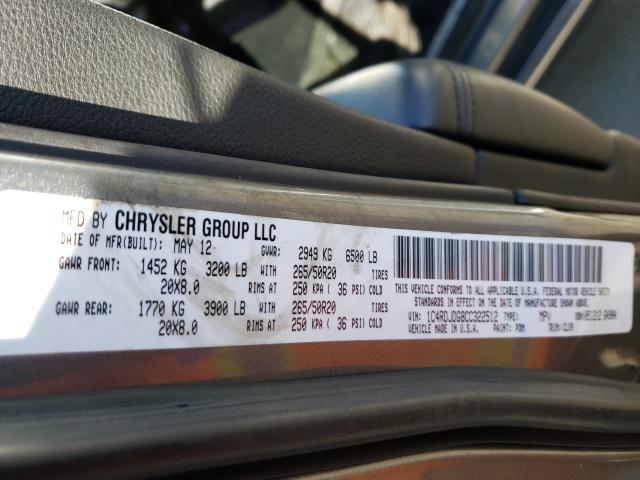 MFD BY CHRYSLER GROUP LLC
DATE OF MFR(BUILT): MAY 12 GVWR: 2949 KG 6500 LB
GAWR FRONT: 1452 KG 3200 LB WITH 265/50R20 TIRES
20X8.0 RIMS AT 250 KPA ( 36 PSI) COLD
GAWR REAR: 1770 KG 3900 LB WITH 265/50R20 TIRES
20X8.0 RIMS AT 250 KPA ( 36 PSI) COLD
THIS VEHICLE CONFORMS TO ALL APPLICABLE U.S.A. FEDERAL MOTOR VEHICLE SAFETY
STANDARDS IN EFFECT IN U.S.A. ON THE DATE OF MANUFACTURE SHOWN ABOVE.
VIN: 1C4RDJDG8CC322512 TYPE: MPV MDH:
VEHICLE MADE IN U.S.A. PAINT: PDM TRIM: CLX9